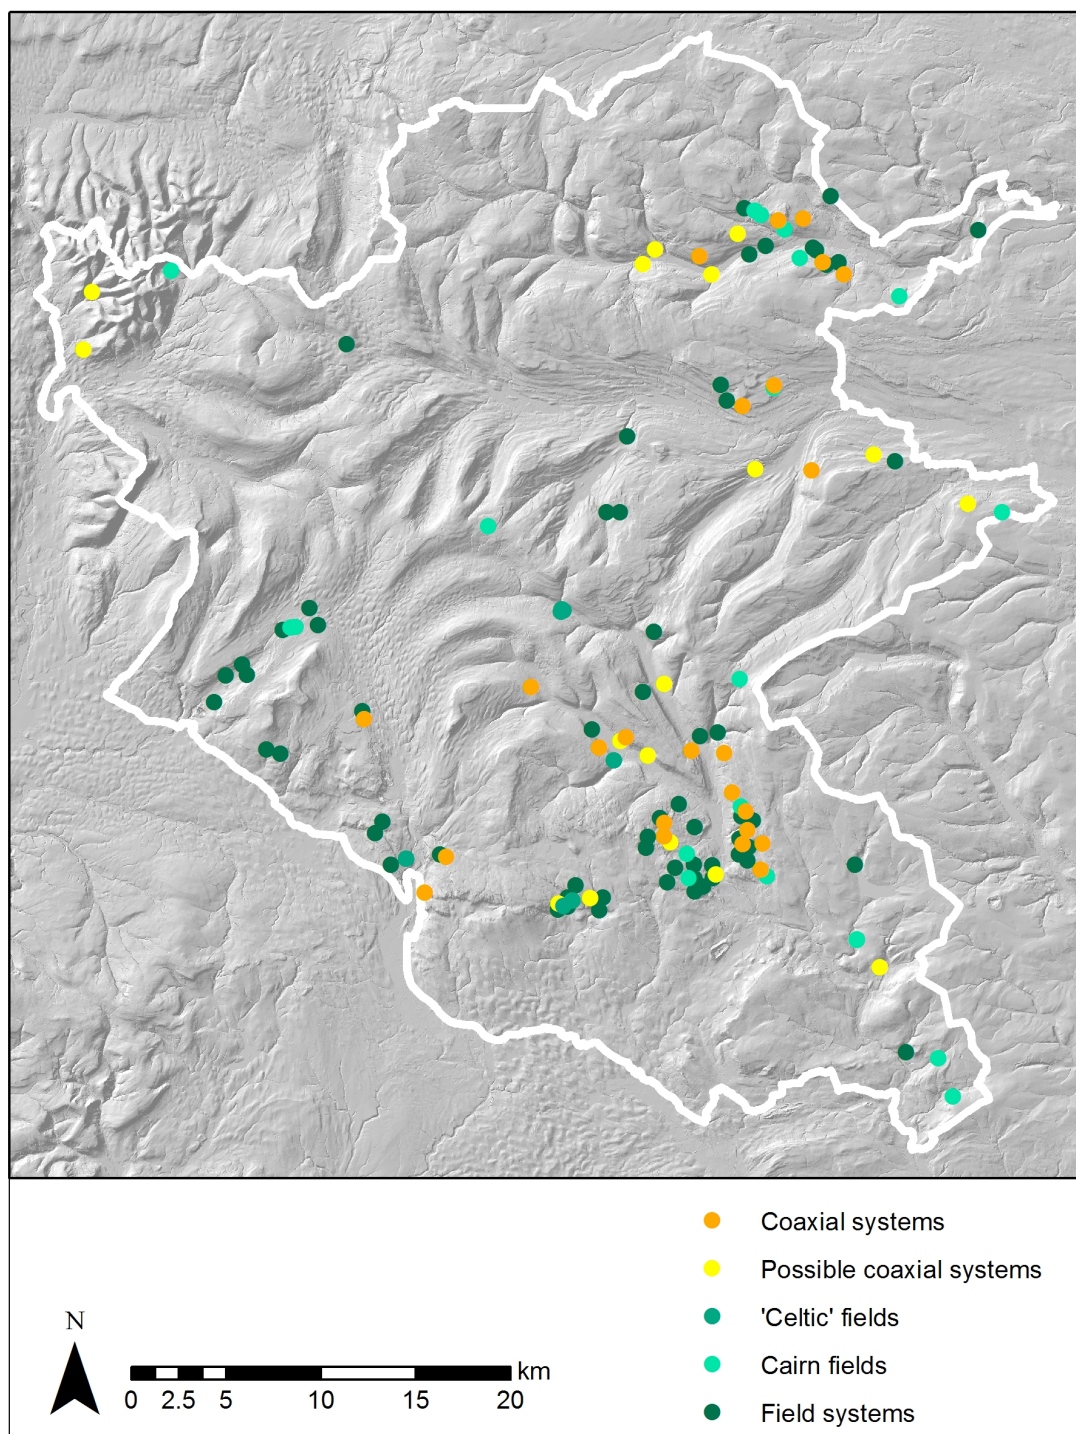 Coaxial systems
Possible coaxial systems
'Celtic' fields
Cairn fields
Field systems
N
km
0 2.5 5 10 15 20